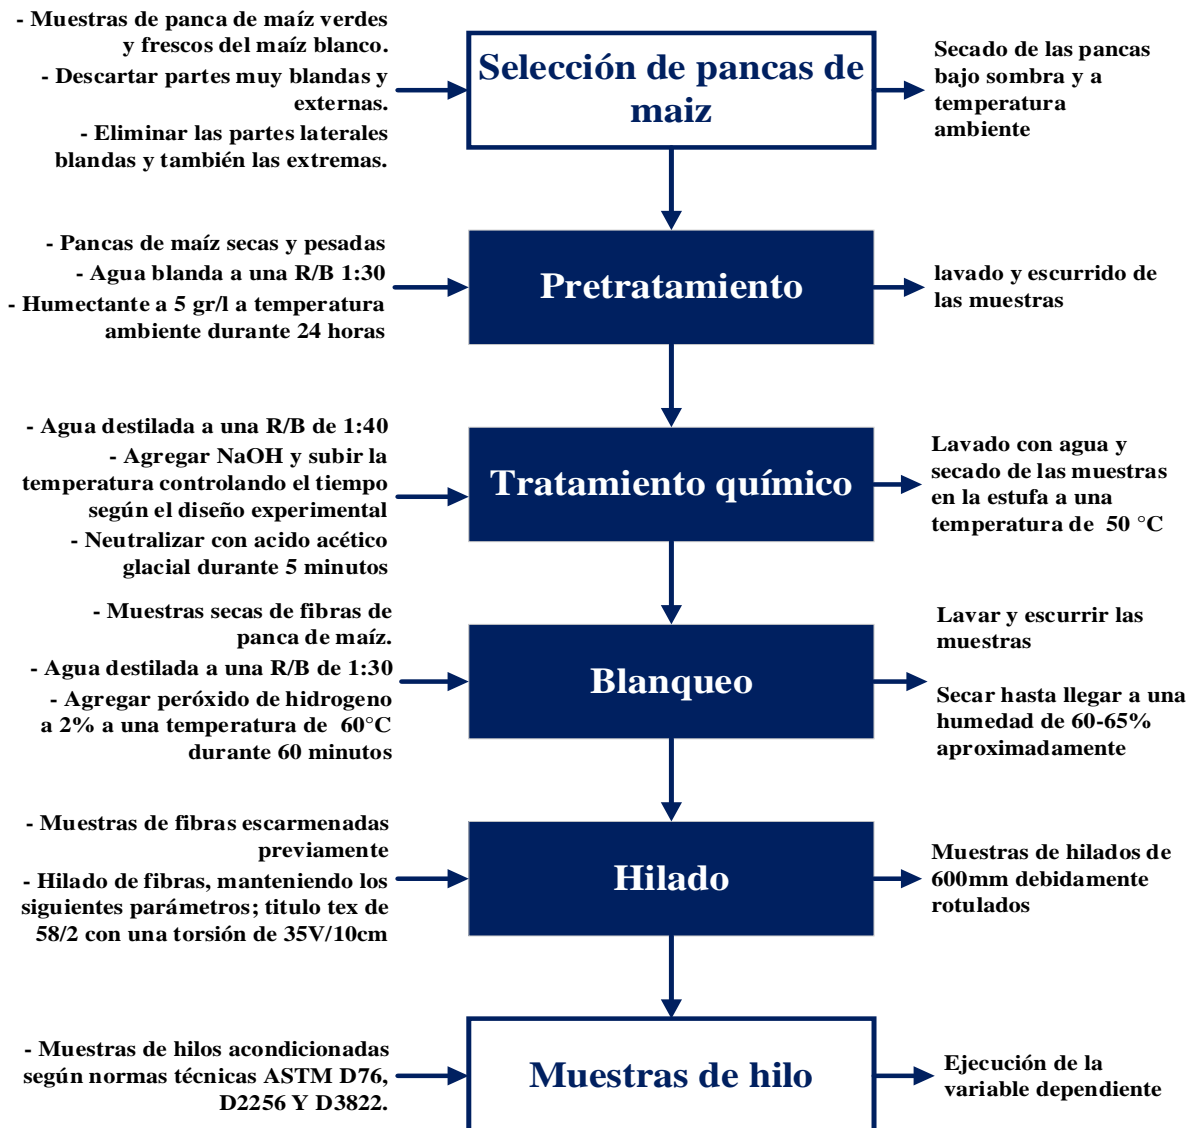 - Muestras de panca de maíz verdes
y frescos del maíz blanco.
- Descartar partes muy blandas y
externas.
- Eliminar las partes laterales
blandas y también las extremas.
Selección de pancas de
maiz
Secado de las pancas
bajo sombra y a
temperatura
ambiente
- Pancas de maíz secas y pesadas
- Agua blanda a una R/B 1:30
- Humectante a 5 gr/l a temperatura
ambiente durante 24 horas
Pretratamiento
lavado y escurrido de
las muestras
- Agua destilada a una R/B de 1:40
- Agregar NaOH y subir la
temperatura controlando el tiempo
según el diseño experimental
- Neutralizar con acido acético
glacial durante 5 minutos
Tratamiento químico
Lavado con agua y
secado de las muestras
en la estufa a una
temperatura de 50 °C
- Muestras secas de fibras de
panca de maíz.
- Agua destilada a una R/B de 1:30
- Agregar peróxido de hidrogeno
a 2% a una temperatura de 60°C
durante 60 minutos
Blanqueo
Lavar y escurrir las
muestras
Secar hasta llegar a una
humedad de 60-65%
aproximadamente
- Muestras de fibras escarmenadas
previamente
- Hilado de fibras, manteniendo los
siguientes parámetros; titulo tex de
58/2 con una torsión de 35V/10cm
Hilado
Muestras de hilados de
600mm debidamente
rotulados
- Muestras de hilos acondicionadas
según normas técnicas ASTM D76,
D2256 Y D3822.
Muestras de hilo
Ejecución de la
variable dependiente